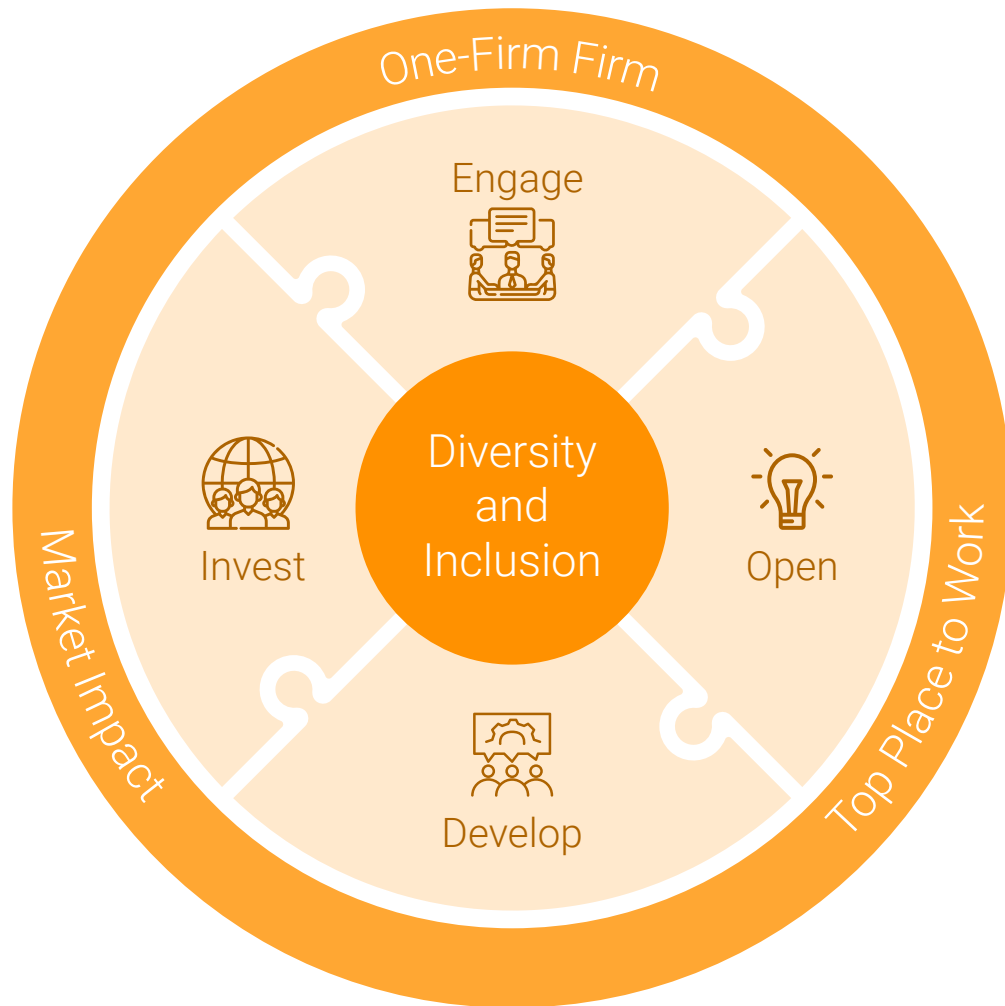 One-Firm Firm
Engage
Diversity
and
Inclusion
Invest
Open
Market Impact
Top Place to Work
Develop